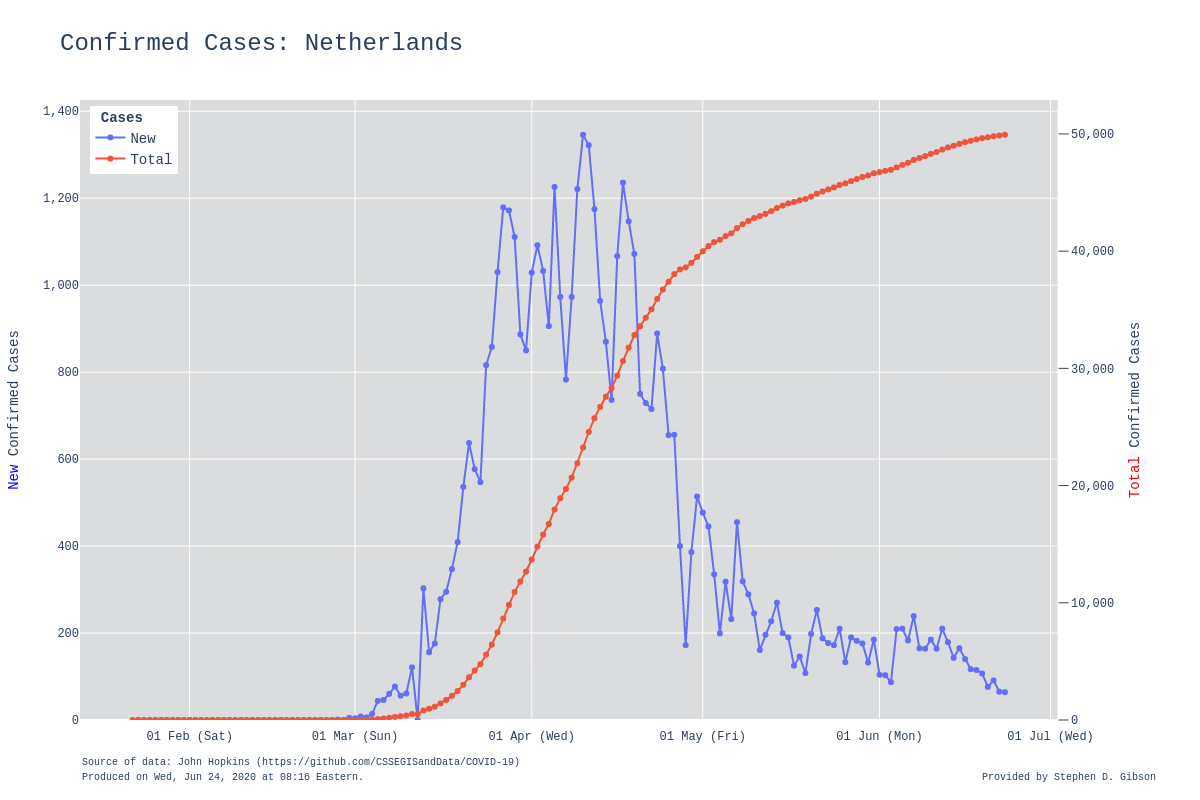 Confirmed Cases: Netherlands
Cases
New
Total
1,400
1,200
1,000
800
600
400
200
0
50,000
40,000
30,000
20,000
10,000
0
New Confirmed Cases
Total Confirmed Cases
01 Feb (Sat)
01 Mar (Sun)
01 Apr (Wed)
01 May (Fri)
01 Jun (Mon)
01 Jul (Wed)
Source of data: John Hopkins (https://github.com/CSSEGISandData/COVID-19)
Produced on Wed, Jun 24, 2020 at 08:16 Eastern.
Provided by Stephen D. Gibson